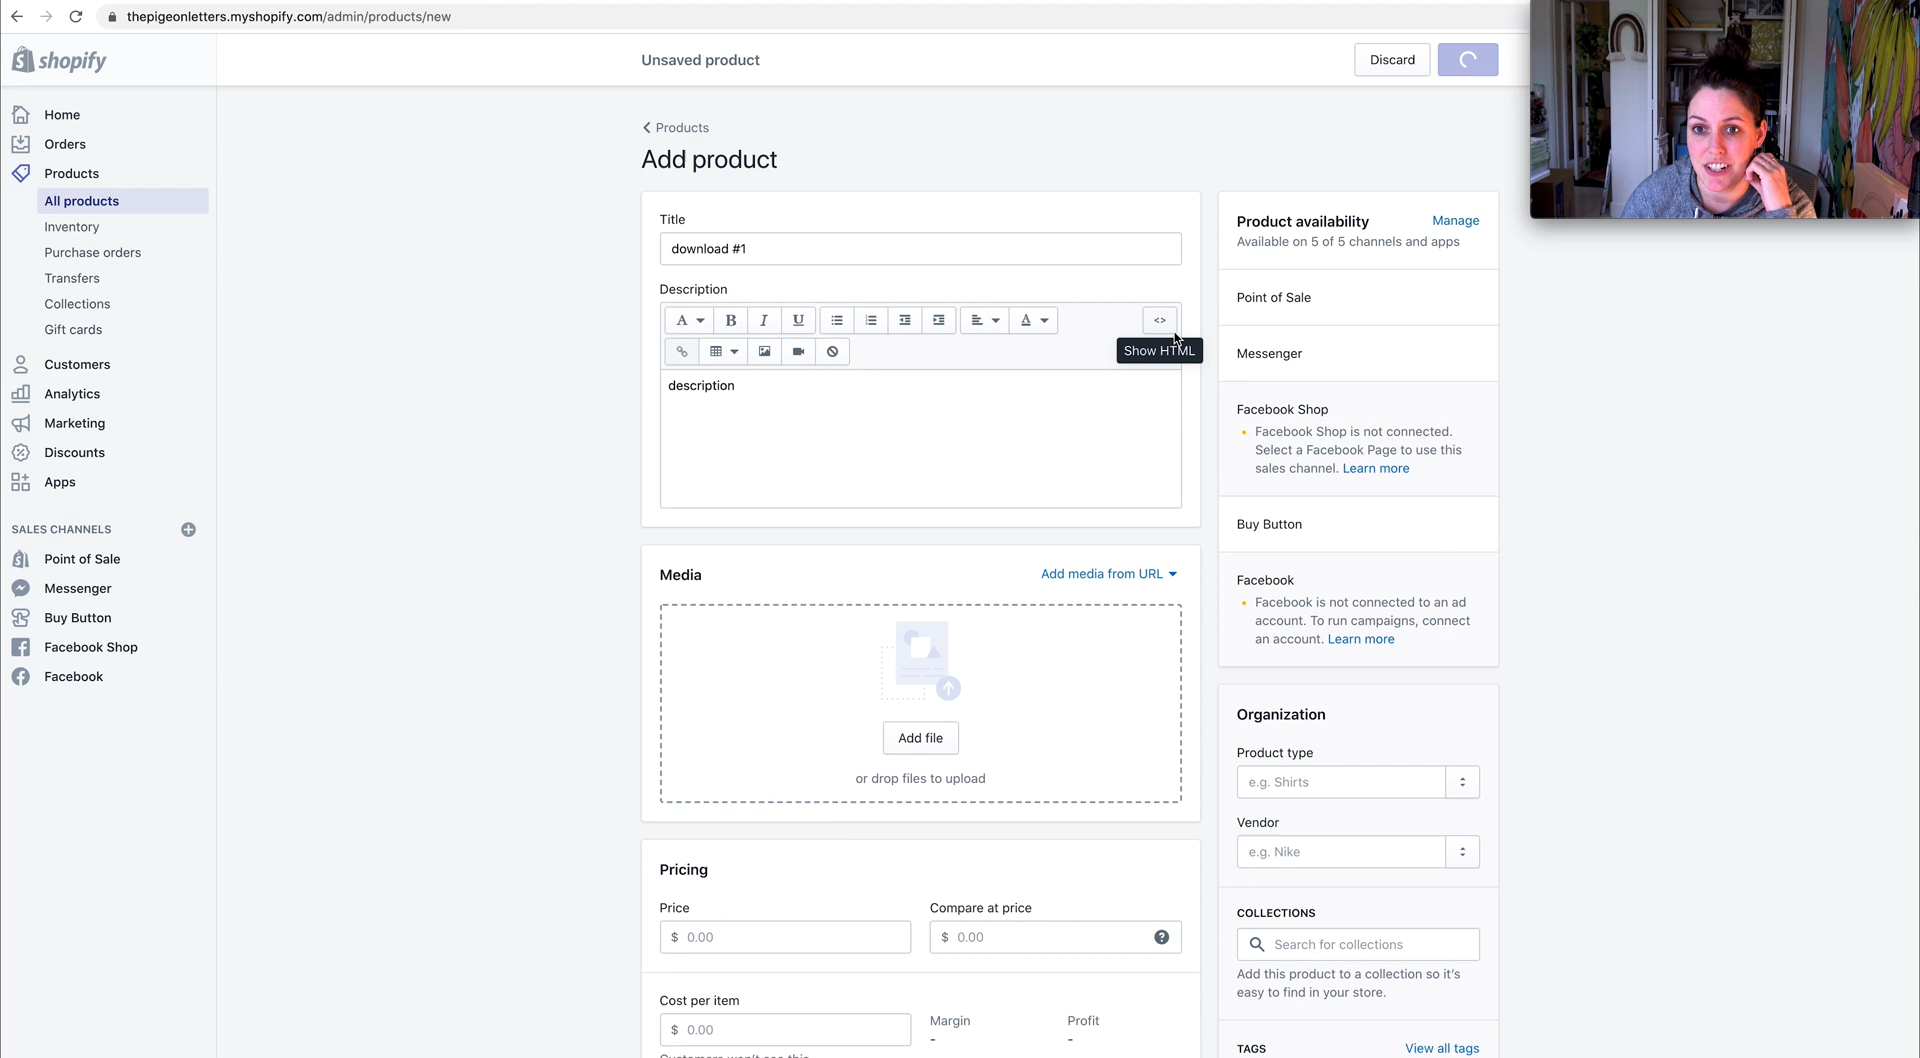 thepigeonletters.myshopify.com/admin/products/new
shopify
Unsaved product
Discard
Home
Orders
Products
All products
Inventory
Purchase orders
Transfers
Collections
Gift cards
Customers
Analytics
Marketing
Discounts
Apps
SALES CHANNELS
Point of Sale
Messenger
Buy Button
Facebook Shop
Facebook
Products
Add product
Title
download #1
Description
A B I U A <>
Show HTML
description
Media
Add media from URL
Add file
or drop files to upload
Pricing
Price
Compare at price
$ 0.00
$ 0.00
Cost per item
$ 0.00
Margin
-
Profit
-
Product availability
Manage
Available on 5 of 5 channels and apps
Point of Sale
Messenger
Facebook Shop
• Facebook Shop is not connected.
Select a Facebook Page to use this
sales channel. Learn more
Buy Button
Facebook
• Facebook is not connected to an ad
account. To run campaigns, connect
an account. Learn more
Organization
Product type
e.g. Shirts
Vendor
e.g. Nike
COLLECTIONS
Search for collections
Add this product to a collection so it's
easy to find in your store.
TAGS
View all tags